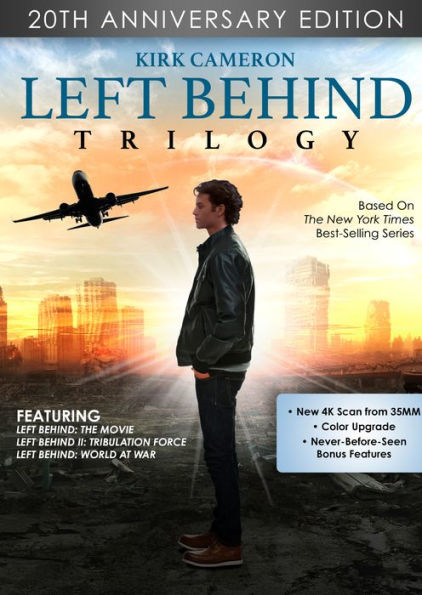 20TH ANNIVERSARY EDITION
KIRK CAMERON
LEFT BEHIND
TRILOGY
Based On
The New York Times
Best-Selling Series
FEATURING
LEFT BEHIND: THE MOVIE
LEFT BEHIND II: TRIBULATION FORCE
LEFT BEHIND: WORLD AT WAR
• New 4K Scan from 35MM
• Color Upgrade
• Never-Before-Seen
Bonus Features